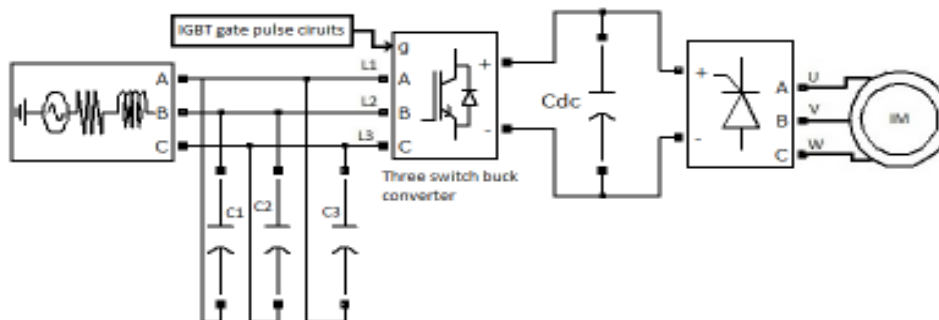 IGBT gate pulse ciruits
g
A
B
C
L1
L2
L3
A
B
C
+
-
Three switch buck
converter
C1
C2
C3
Cdc
+
-
A
B
C
U
V
W
IM